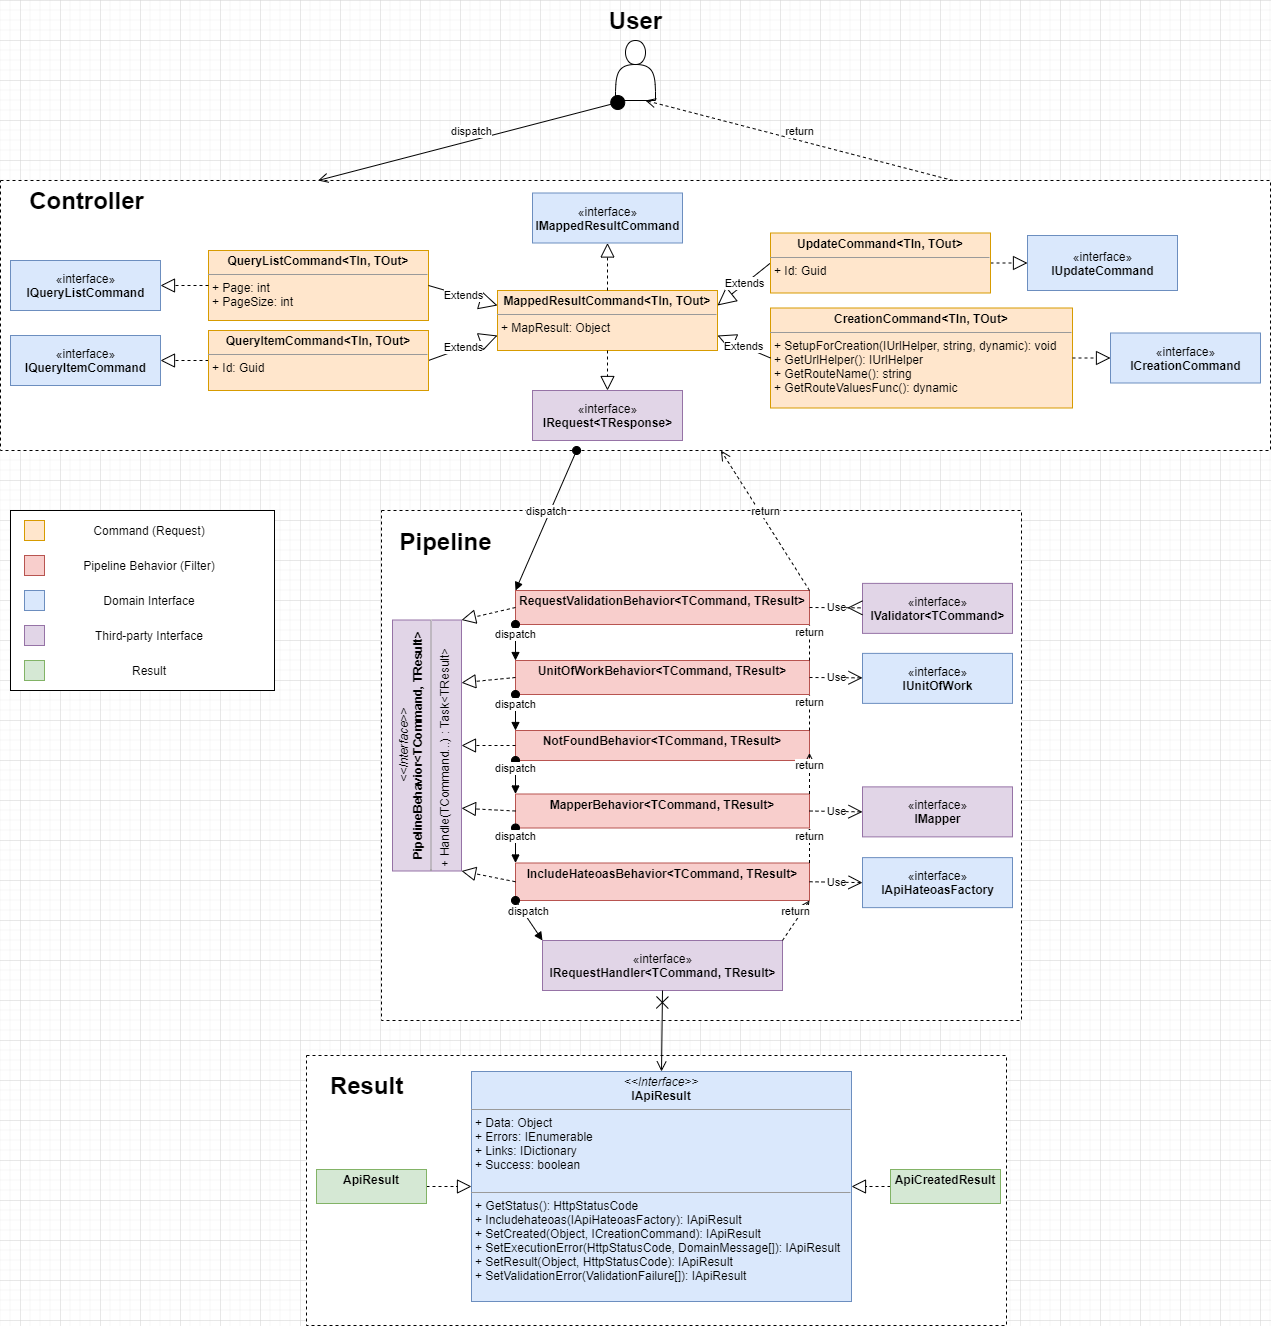 User
dispatch
return
Controller
«interface»
IMappedResultCommand
«interface»
IQueryListCommand
QueryListCommand<TIn, TOut>
+ Page: int
+ PageSize: int
Extends
MappedResultCommand<TIn, TOut>
+ MapResult: Object
Extends
UpdateCommand<TIn, TOut>
+ Id: Guid
«interface»
IUpdateCommand
«interface»
IQueryItemCommand
QueryItemCommand<TIn, TOut>
+ Id: Guid
Extends
Extends
CreationCommand<TIn, TOut>
+ SetupForCreation(IUrlHelper, string, dynamic): void
+ GetUrlHelper(): IUrlHelper
+ GetRouteName(): string
+ GetRouteValuesFunc(): dynamic
«interface»
ICreationCommand
«interface»
IRequest<TResponse>
dispatch
return
Command (Request)
Pipeline Behavior (Filter)
Domain Interface
Third-party Interface
Result
Pipeline
<<Interface>>
PipelineBehavior<TCommand, TResult>
+ Handle(TCommand...) : Task<TResult>
RequestValidationBehavior<TCommand, TResult>
Use
«interface»
IValidator<TCommand>
dispatch
return
UnitOfWorkBehavior<TCommand, TResult>
Use
«interface»
IUnitOfWork
dispatch
return
NotFoundBehavior<TCommand, TResult>
dispatch
return
MapperBehavior<TCommand, TResult>
Use
«interface»
IMapper
dispatch
return
IncludeHateoasBehavior<TCommand, TResult>
Use
«interface»
IApiHateoasFactory
dispatch
return
«interface»
IRequestHandler<TCommand, TResult>
Result
<<Interface>>
IApiResult
+ Data: Object
+ Errors: IEnumerable
+ Links: IDictionary
+ Success: boolean
ApiResult
ApiCreatedResult
+ GetStatus(): HttpStatusCode
+ Includehateoas(IApiHateoasFactory): IApiResult
+ SetCreated(Object, ICreationCommand): IApiResult
+ SetExecutionError(HttpStatusCode, DomainMessage[]): IApiResult
+ SetResult(Object, HttpStatusCode): IApiResult
+ SetValidationError(ValidationFailure[]): IApiResult